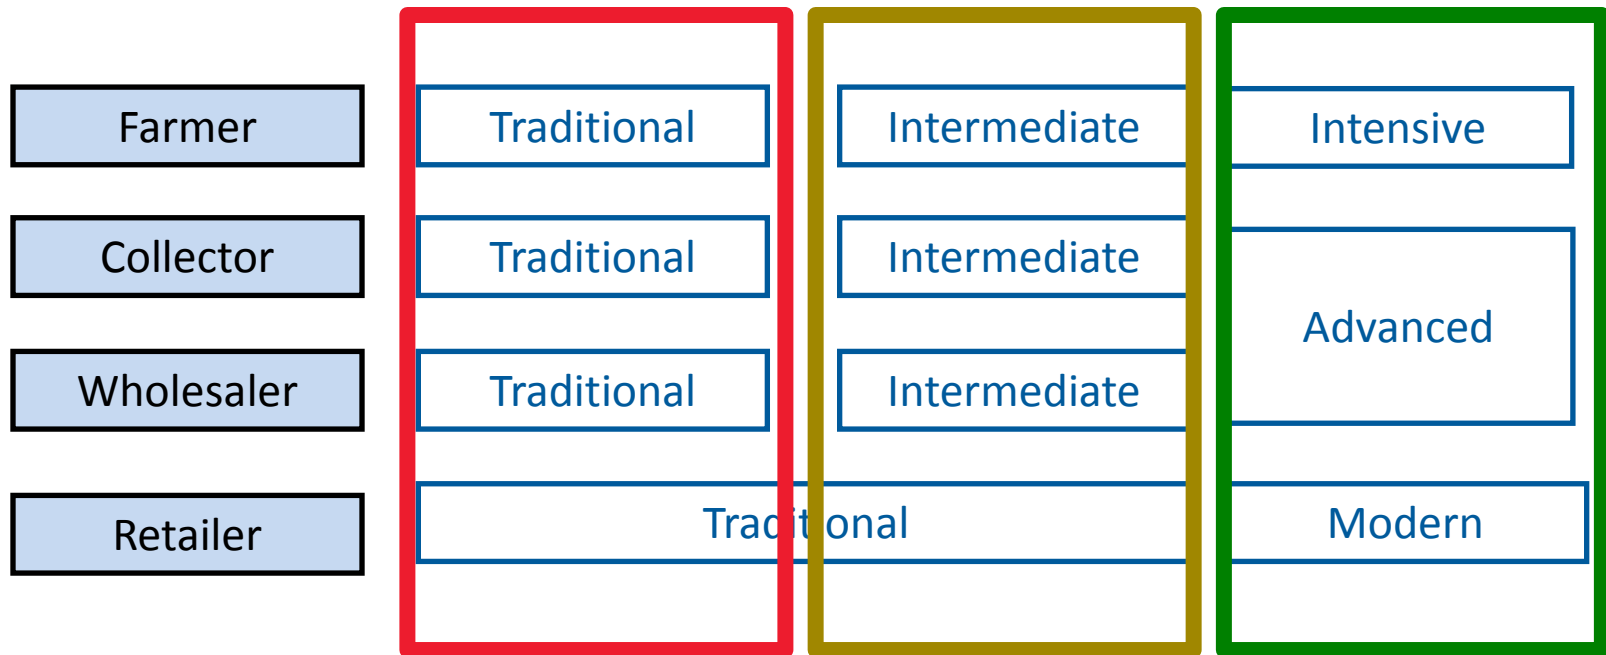 Farmer
Traditional
Intermediate
Intensive
Collector
Traditional
Intermediate
Advanced
Wholesaler
Traditional
Intermediate
Retailer
Traditional
Modern